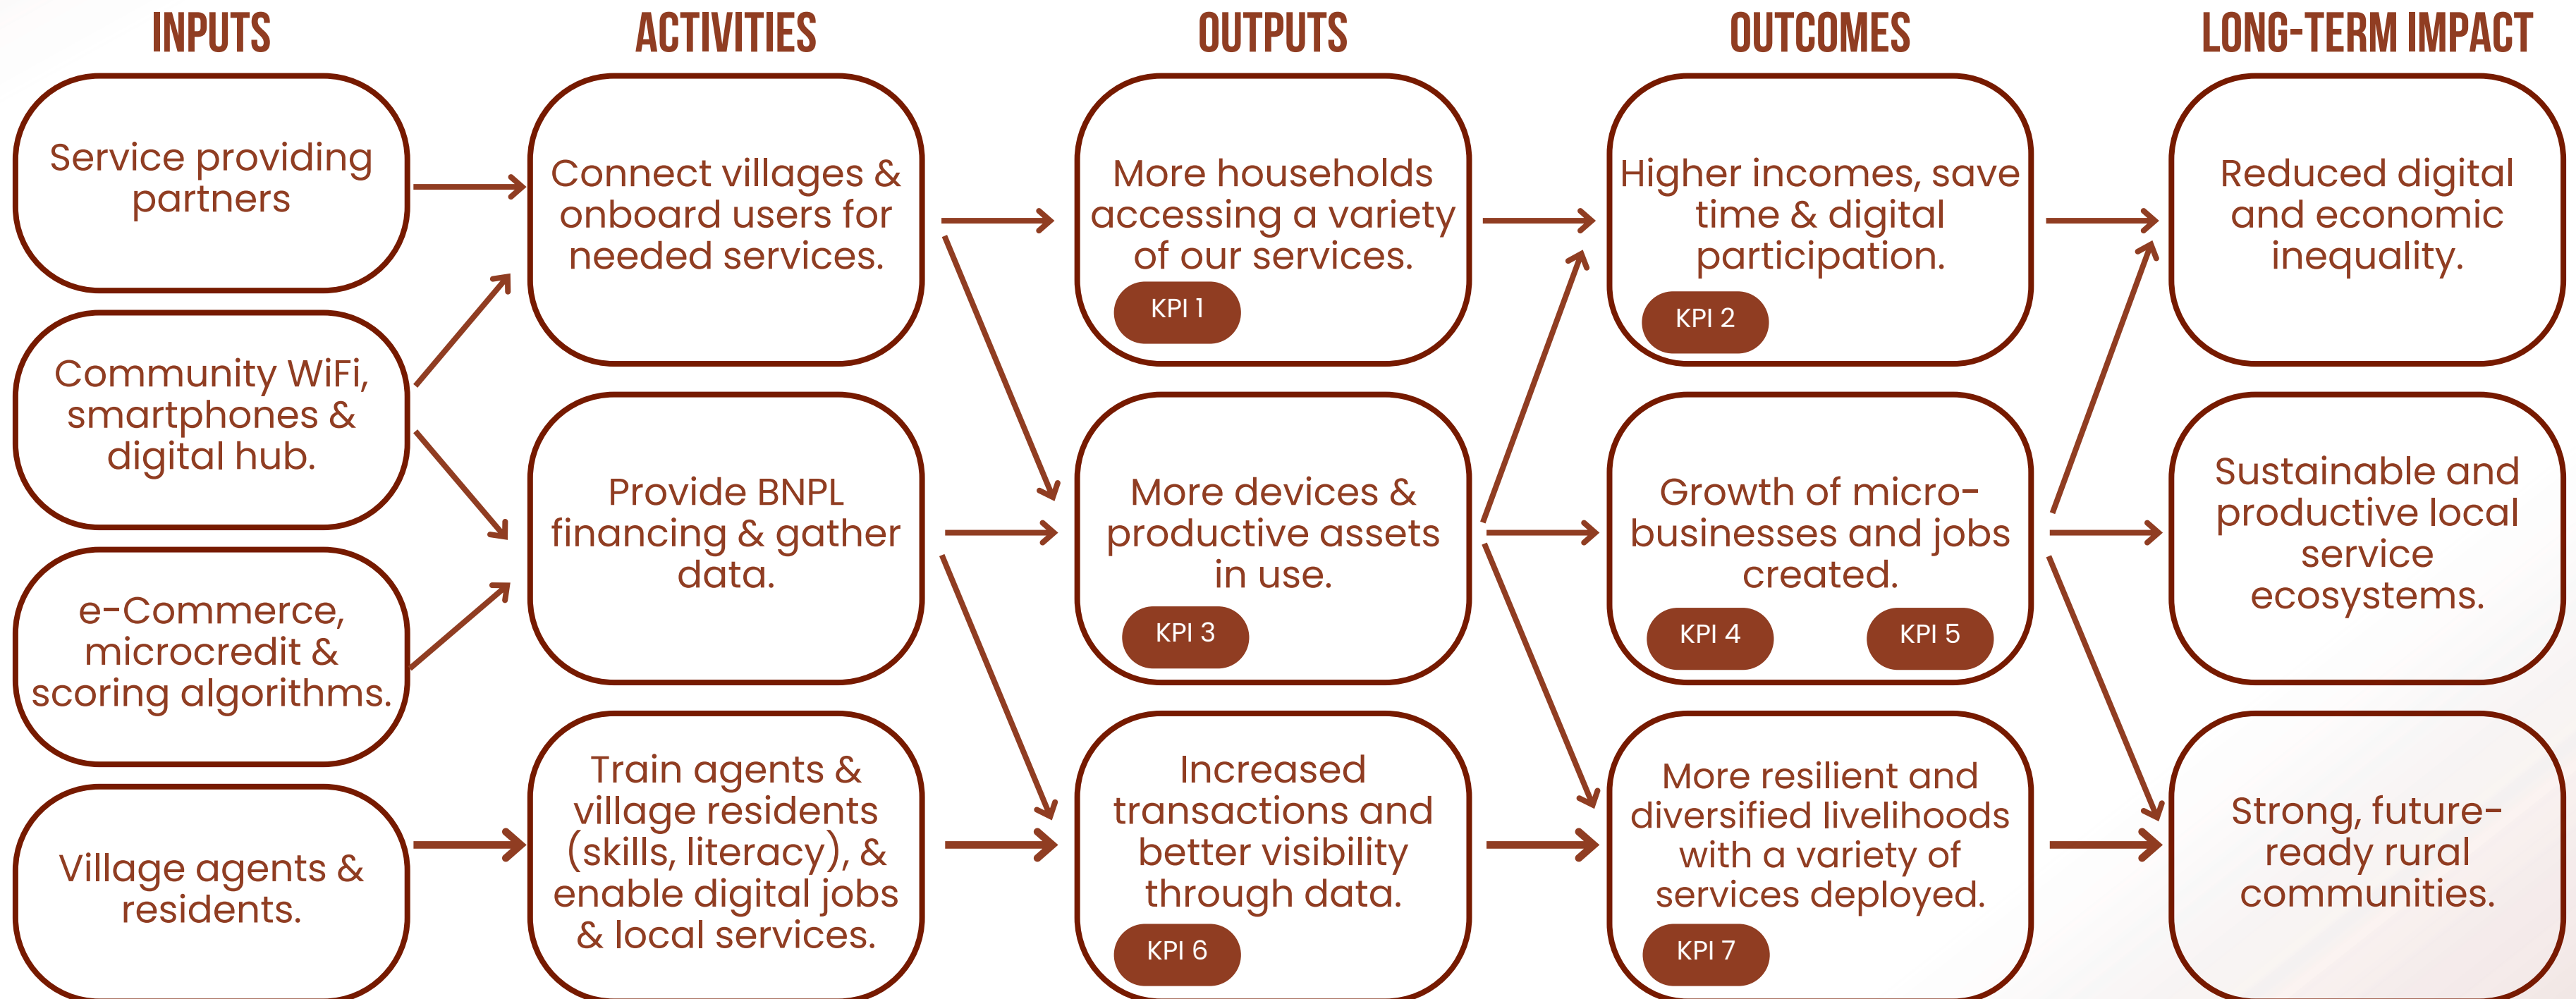 INPUTS
Service providing
partners
Community WiFi,
smartphones &
digital hub.
e-Commerce,
microcredit &
scoring algorithms.
Village agents &
residents.
ACTIVITIES
Connect villages &
onboard users for
needed services.
Provide BNPL
financing & gather
data.
Train agents &
village residents
(skills, literacy), &
enable digital jobs
& local services.
OUTPUTS
More households
accessing a variety
of our services.
KPI 1
More devices &
productive assets
in use.
KPI 3
Increased
transactions and
better visibility
through data.
KPI 6
OUTCOMES
Higher incomes, save
time & digital
participation.
KPI 2
Growth of micro-
businesses and jobs
created.
KPI 4
KPI 5
More resilient and
diversified livelihoods
with a variety of
services deployed.
KPI 7
LONG-TERM IMPACT
Reduced digital
and economic
inequality.
Sustainable and
productive local
service
ecosystems.
Strong, future-
ready rural
communities.